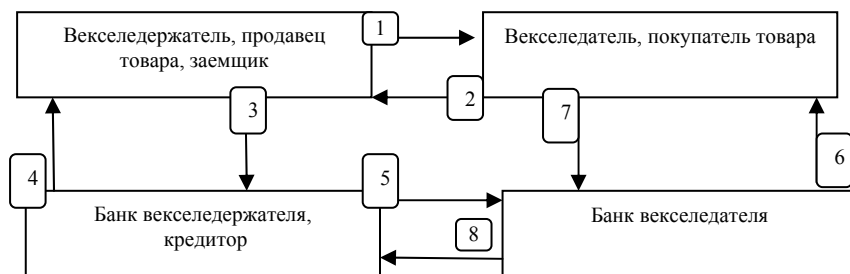 Векселедержатель, продавец
товара, заемщик
1
Векселедатель, покупатель товара
2
3
7
4
5
6
Банк векселедержателя,
кредитор
8
Банк векселедателя